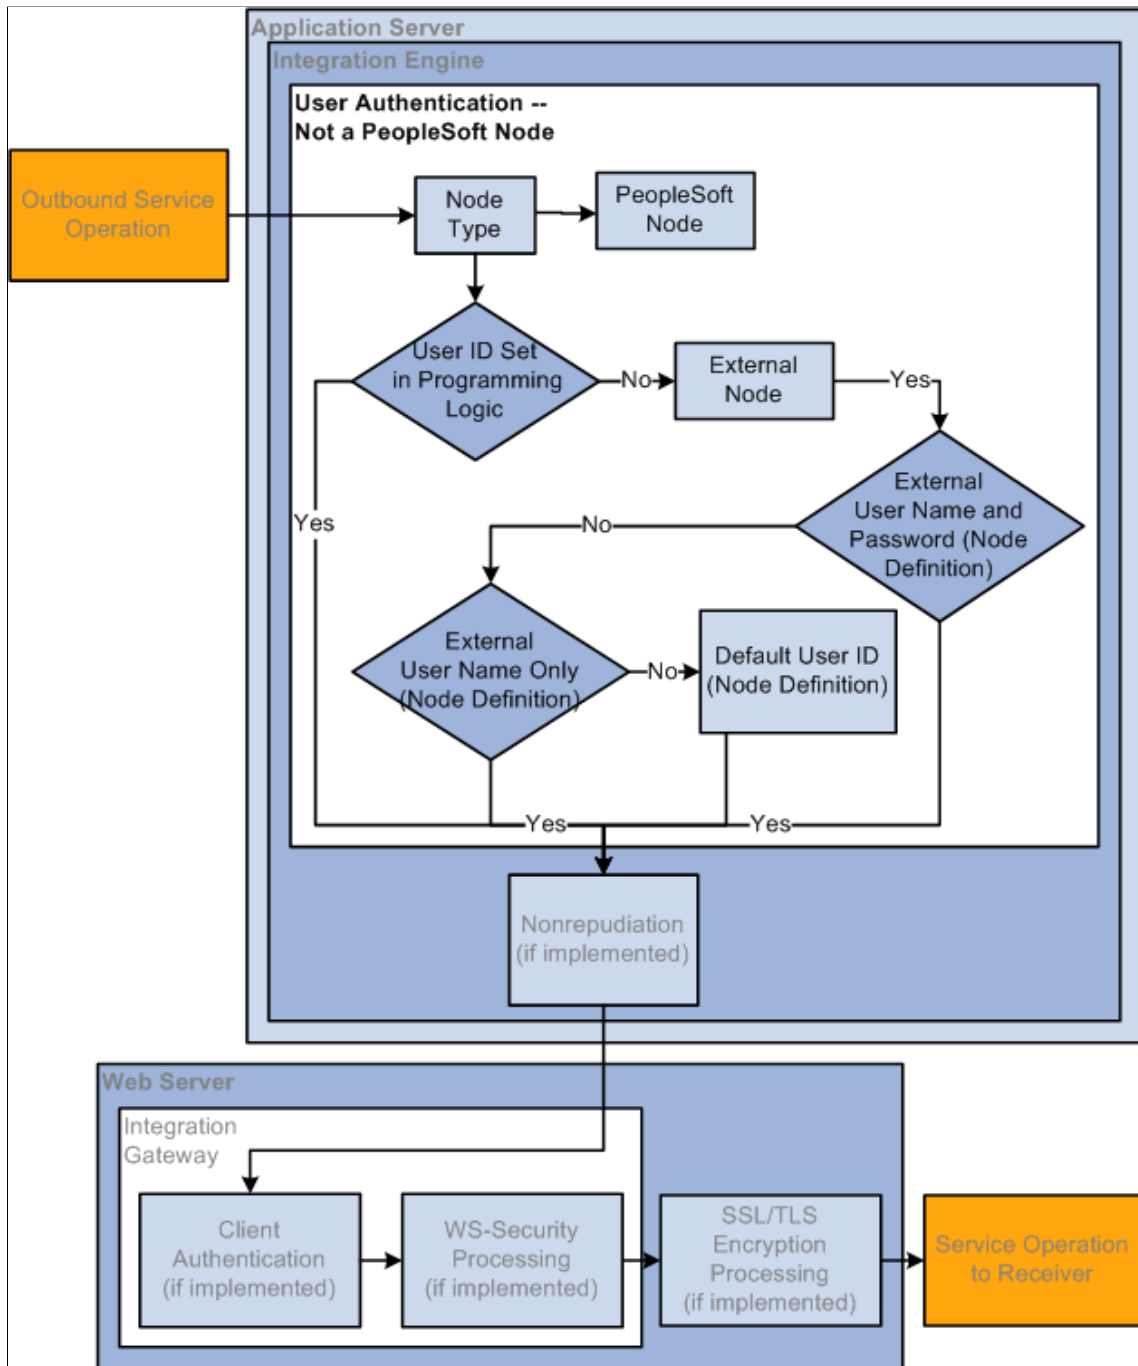 Application Server
Integration Engine
User Authentication --
Not a PeopleSoft Node
Outbound Service
Operation
Node
Type
PeopleSoft
Node
User ID Set
in Programming
Logic
No
External
Node
Yes
External
User Name and
Password (Node
Definition)
Yes
No
External
User Name Only
(Node Definition)
No
Default User ID
(Node Definition)
Yes
Yes
Nonrepudiation
(if implemented)
Web Server
Integration
Gateway
Client
Authentication
(if implemented)
WS-Security
Processing
(if implemented)
SSL/TLS
Encryption
Processing
(if implemented)
Service Operation
to Receiver